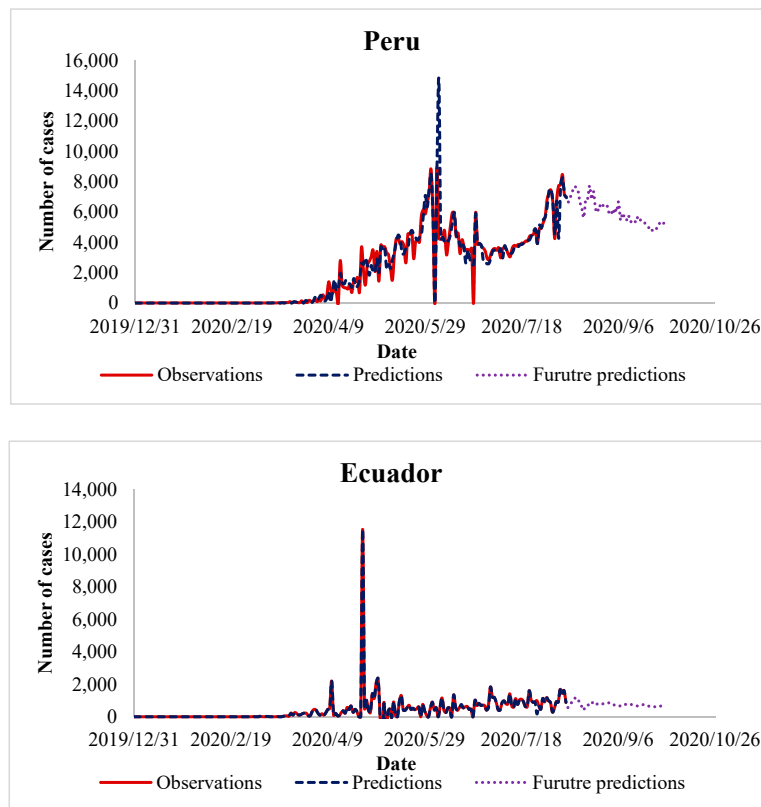 Peru
16,000
14,000
12,000
10,000
8,000
6,000
4,000
2,000
0
Number of cases
2019/12/31 2020/2/19 2020/4/9 2020/5/29 2020/7/18 2020/9/6 2020/10/26
Date
Observations Predictions Furutre predictions
Ecuador
14,000
12,000
10,000
8,000
6,000
4,000
2,000
0
Number of cases
2019/12/31 2020/2/19 2020/4/9 2020/5/29 2020/7/18 2020/9/6 2020/10/26
Date
Observations Predictions Furutre predictions